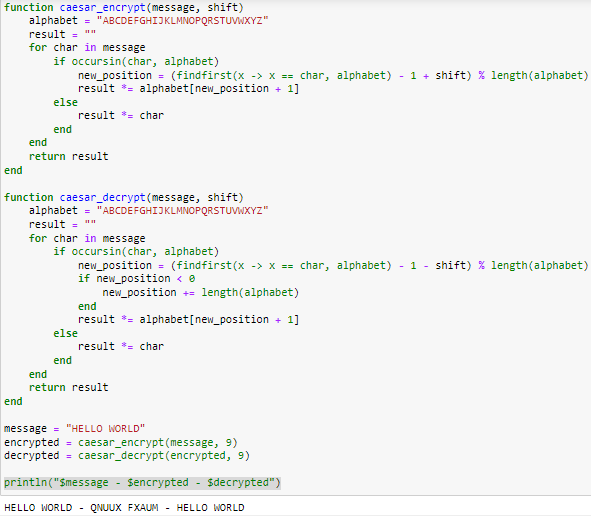 function caesar_encrypt(message, shift)
    alphabet = "ABCDEFGHIJKLMNOPQRSTUVWXYZ"
    result = ""
    for char in message
        if occursin(char, alphabet)
            new_position = (findfirst(x -> x == char, alphabet) - 1 + shift) % length(alphabet)
            result *= alphabet[new_position + 1]
        else
            result *= char
        end
    end
    return result
end

function caesar_decrypt(message, shift)
    alphabet = "ABCDEFGHIJKLMNOPQRSTUVWXYZ"
    result = ""
    for char in message
        if occursin(char, alphabet)
            new_position = (findfirst(x -> x == char, alphabet) - 1 - shift) % length(alphabet)
            if new_position < 0
                new_position += length(alphabet)
            end
            result *= alphabet[new_position + 1]
        else
            result *= char
        end
    end
    return result
end

message = "HELLO WORLD"
encrypted = caesar_encrypt(message, 9)
decrypted = caesar_decrypt(encrypted, 9)

println("$message - $encrypted - $decrypted")
HELLO WORLD - QNUUX FXAUM - HELLO WORLD